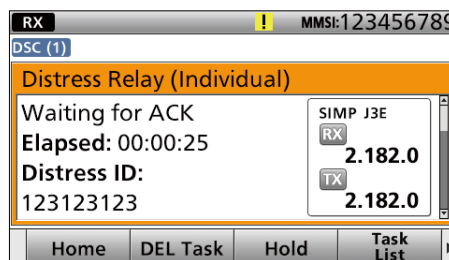 RX ! MMSI:123456789
DSC (1)
Distress Relay (Individual)
Waiting for ACK
Elapsed: 00:00:25
Distress ID:
123123123
SIMP J3E
RX
2.182.0
TX
2.182.0
Home DEL Task Hold Task List